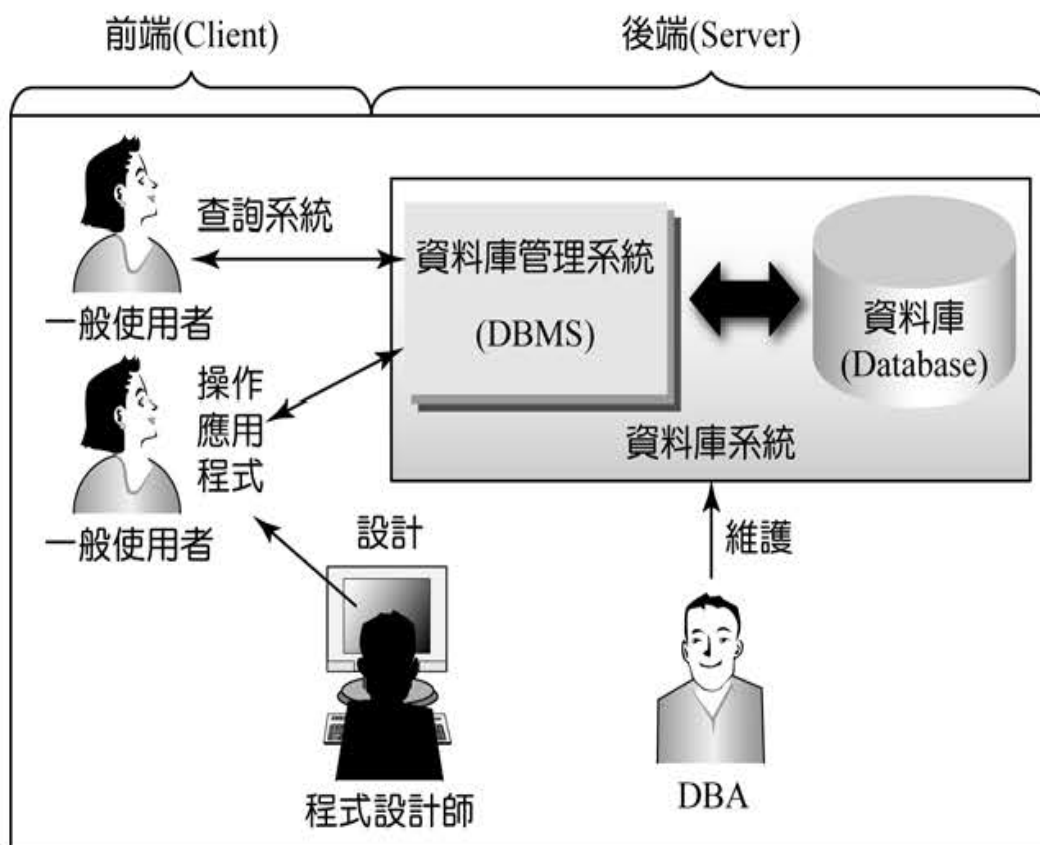 前端(Client)
後端(Server)
查詢系統
一般使用者
操作
應用
程式
一般使用者
資料庫管理系統
(DBMS)
資料庫
(Database)
資料庫系統
設計
程式設計師
維護
DBA